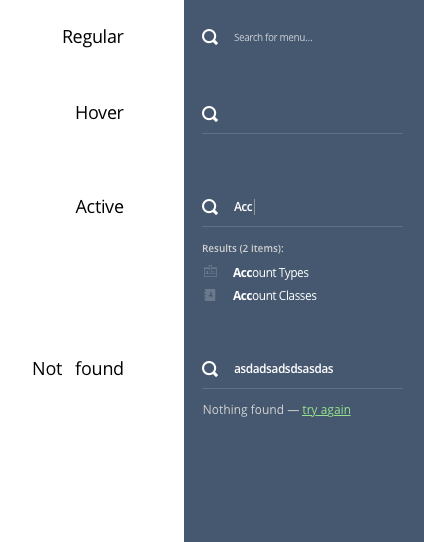 Regular
Search for menu...
Hover
Active
Acc
Results (2 items):
Account Types
Account Classes
Not found
asdadsadsdsasdas
Nothing found — try again